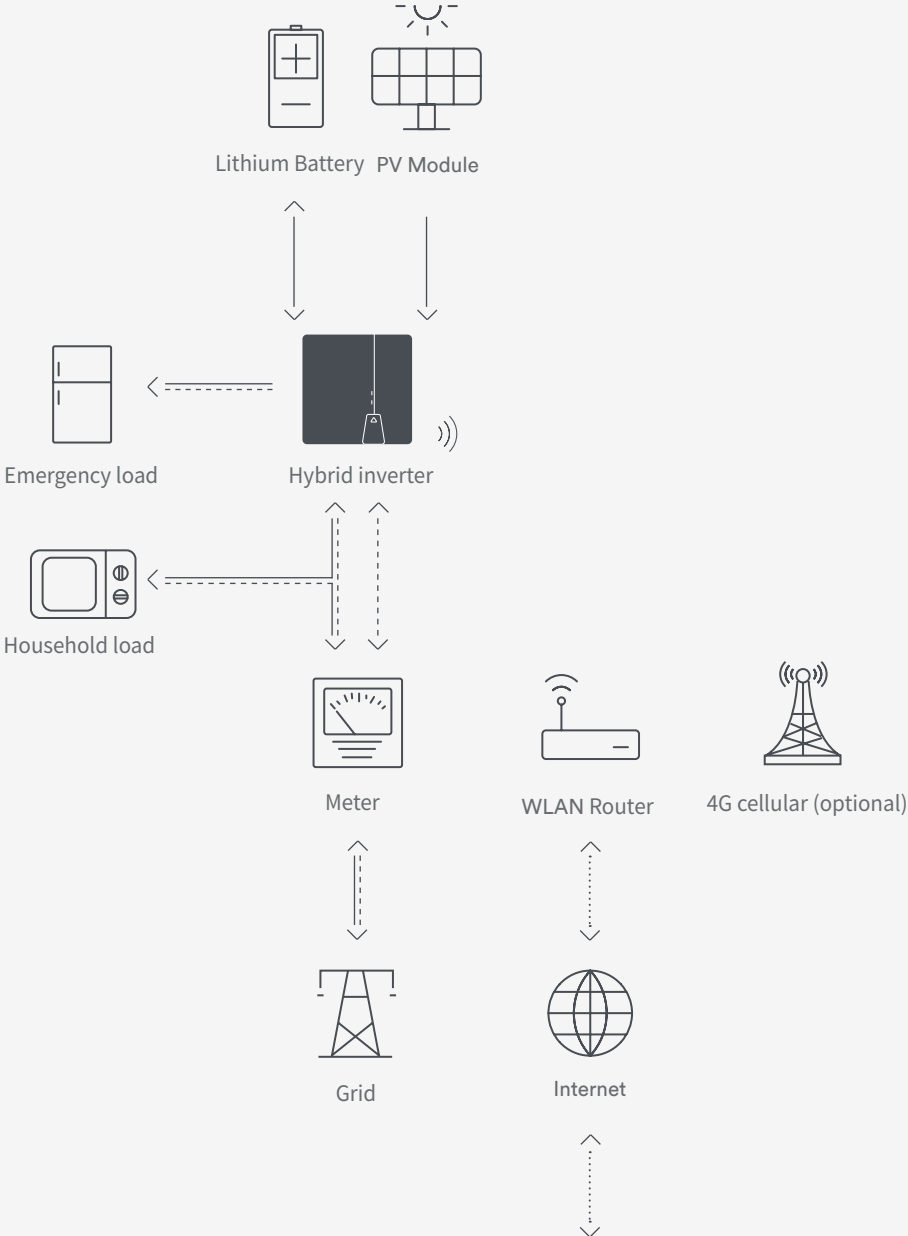 Lithium Battery
PV Module
Emergency load
Hybrid inverter
Household load
Meter
WLAN Router
4G cellular (optional)
Grid
Internet